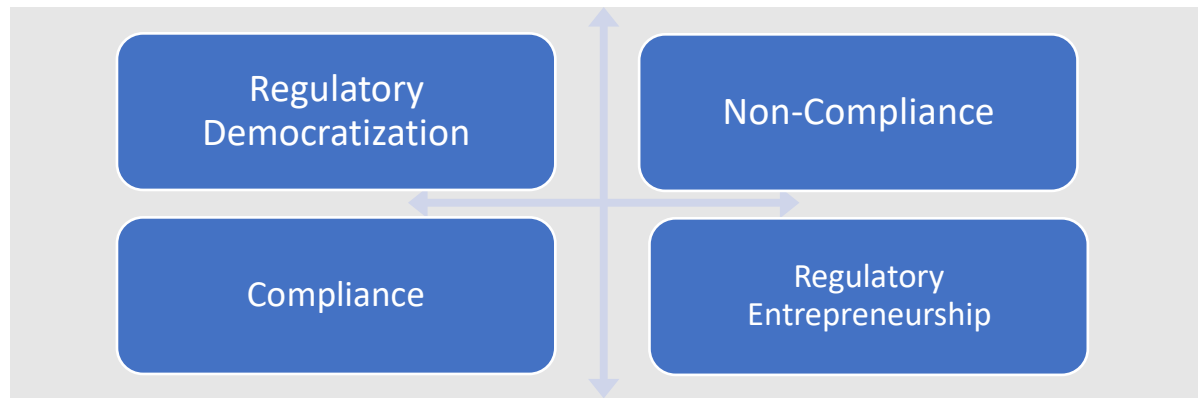 Regulatory
Democratization
Non-Compliance
Compliance
Regulatory
Entrepreneurship